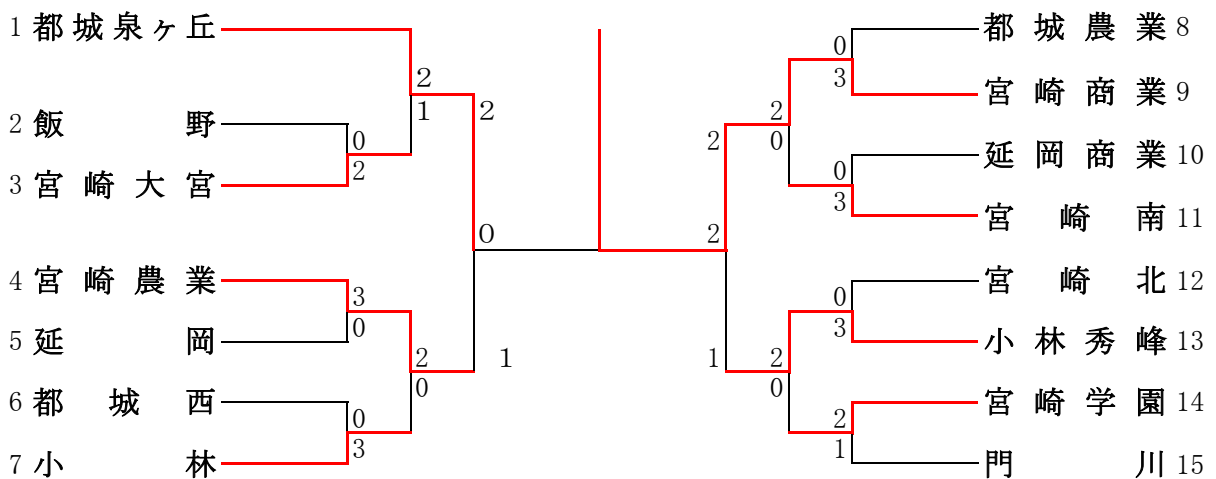 1 都城泉ヶ丘
2 飯野
3 宮崎大宮
4 宮崎農業
5 延岡
6 都城西
7 小林
2
1
0
2
2
3
0
2
0
0
3
0
1
都城農業 8
宮崎商業 9
延岡商業 10
宮崎南 11
宮崎北 12
小林秀峰 13
宮崎学園 14
門川 15
0
3
2
0
2
0
3
2
0
3
1
2
0
2
1